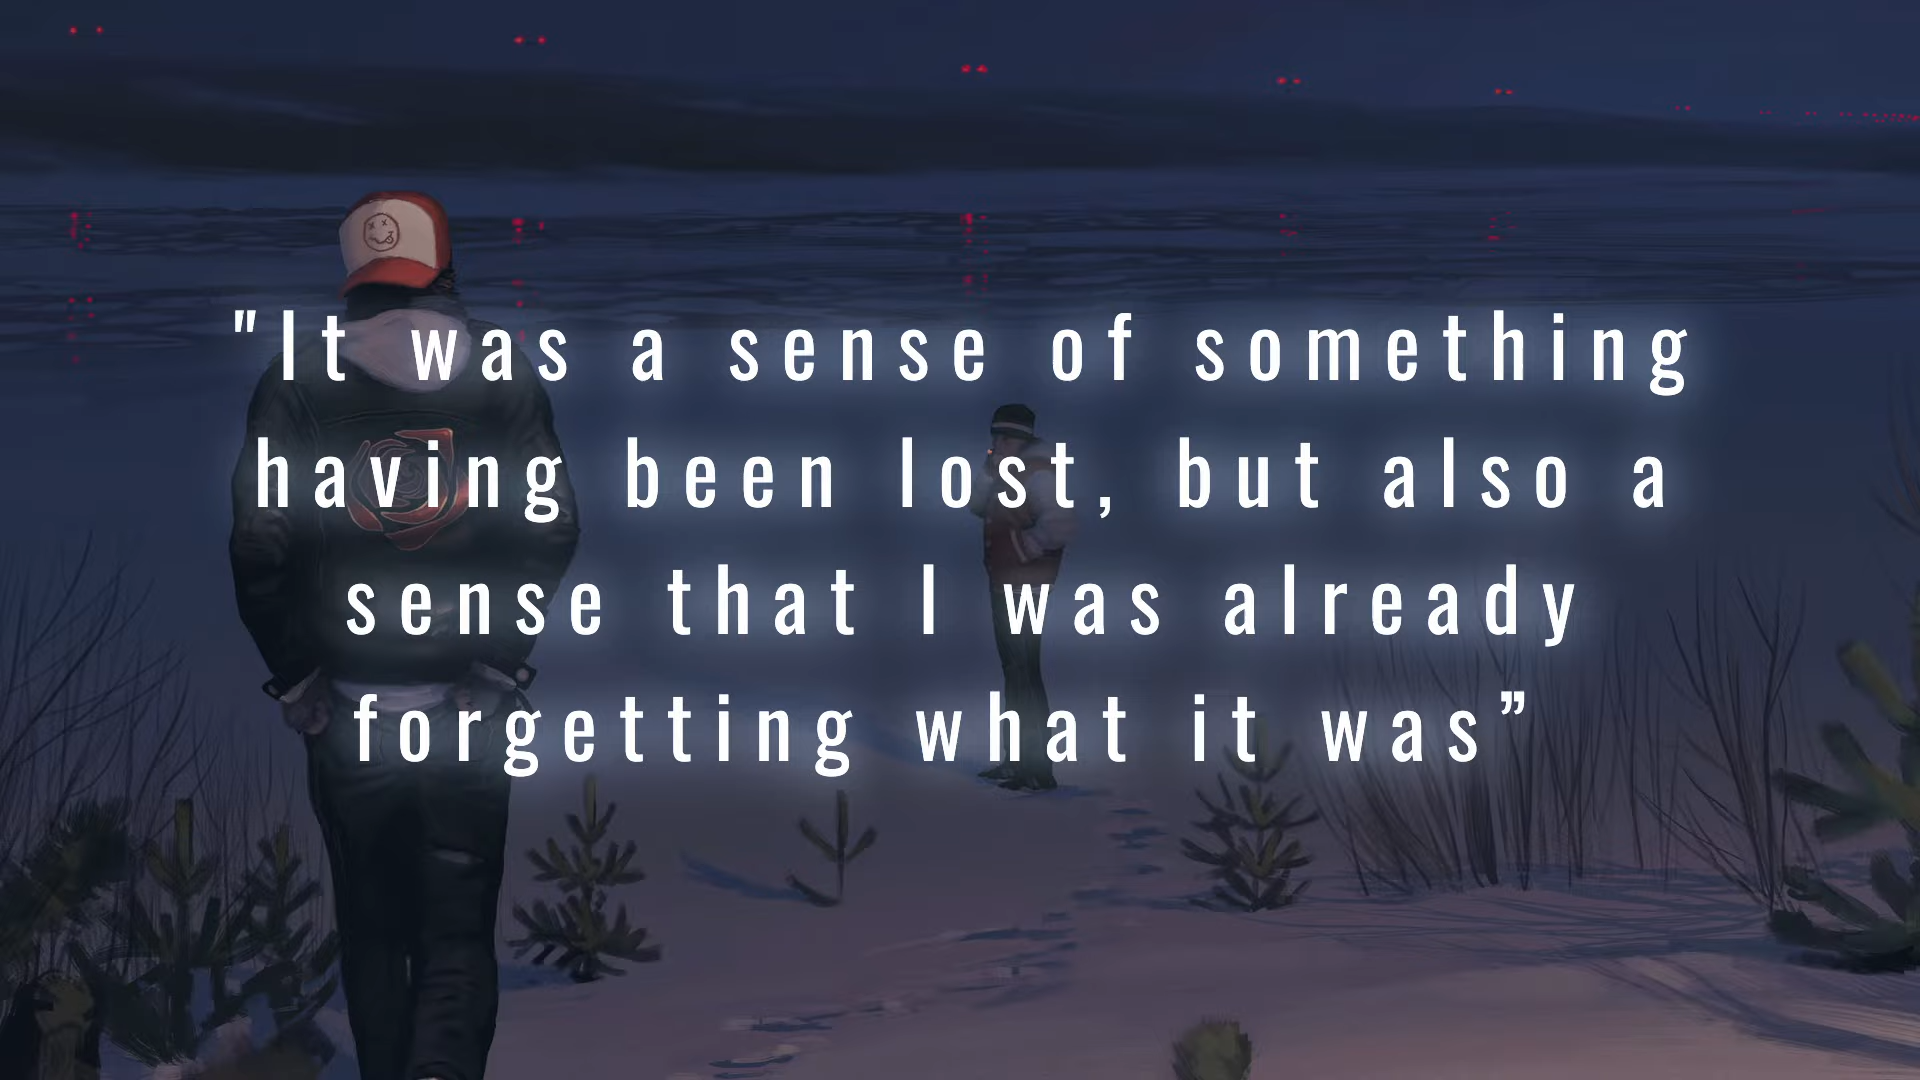 "It was a sense of something
having been lost, but also a
sense that I was already
forgetting what it was”